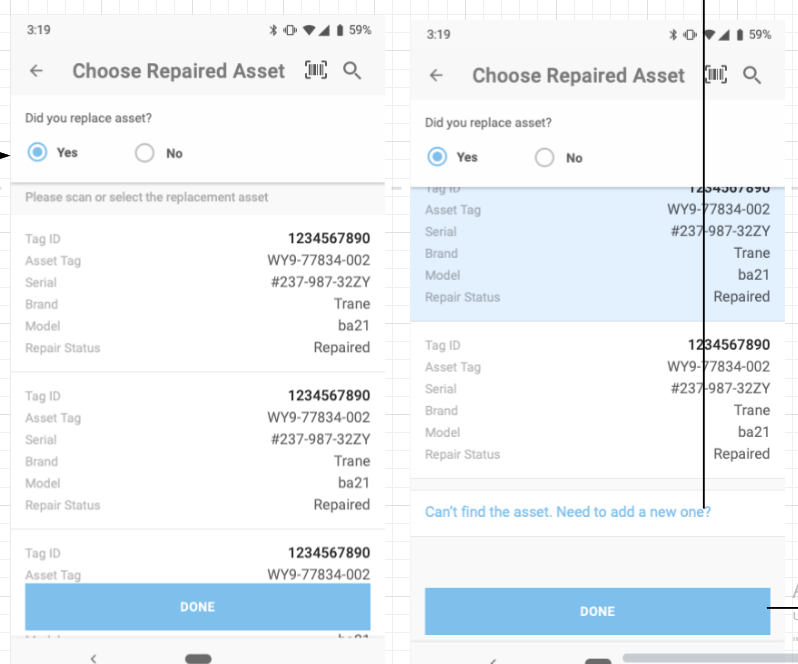 3:19
59%
Choose Repaired Asset
Did you replace asset?
Yes
No
Please scan or select the replacement asset
Tag ID 1234567890
Asset Tag WY9-77834-002
Serial #237-987-32ZY
Brand Trane
Model ba21
Repair Status Repaired
Tag ID 1234567890
Asset Tag WY9-77834-002
Serial #237-987-32ZY
Brand Trane
Model ba21
Repair Status Repaired
Tag ID 1234567890
Asset Tag WY9-77834-002
DONE
Model ba21
3:19
59%
Choose Repaired Asset
Did you replace asset?
Yes
No
Tag ID 1234567890
Asset Tag WY9-77834-002
Serial #237-987-32ZY
Brand Trane
Model ba21
Repair Status Repaired
Tag ID 1234567890
Asset Tag WY9-77834-002
Serial #237-987-32ZY
Brand Trane
Model ba21
Repair Status Repaired
Can't find the asset. Need to add a new one?
DONE